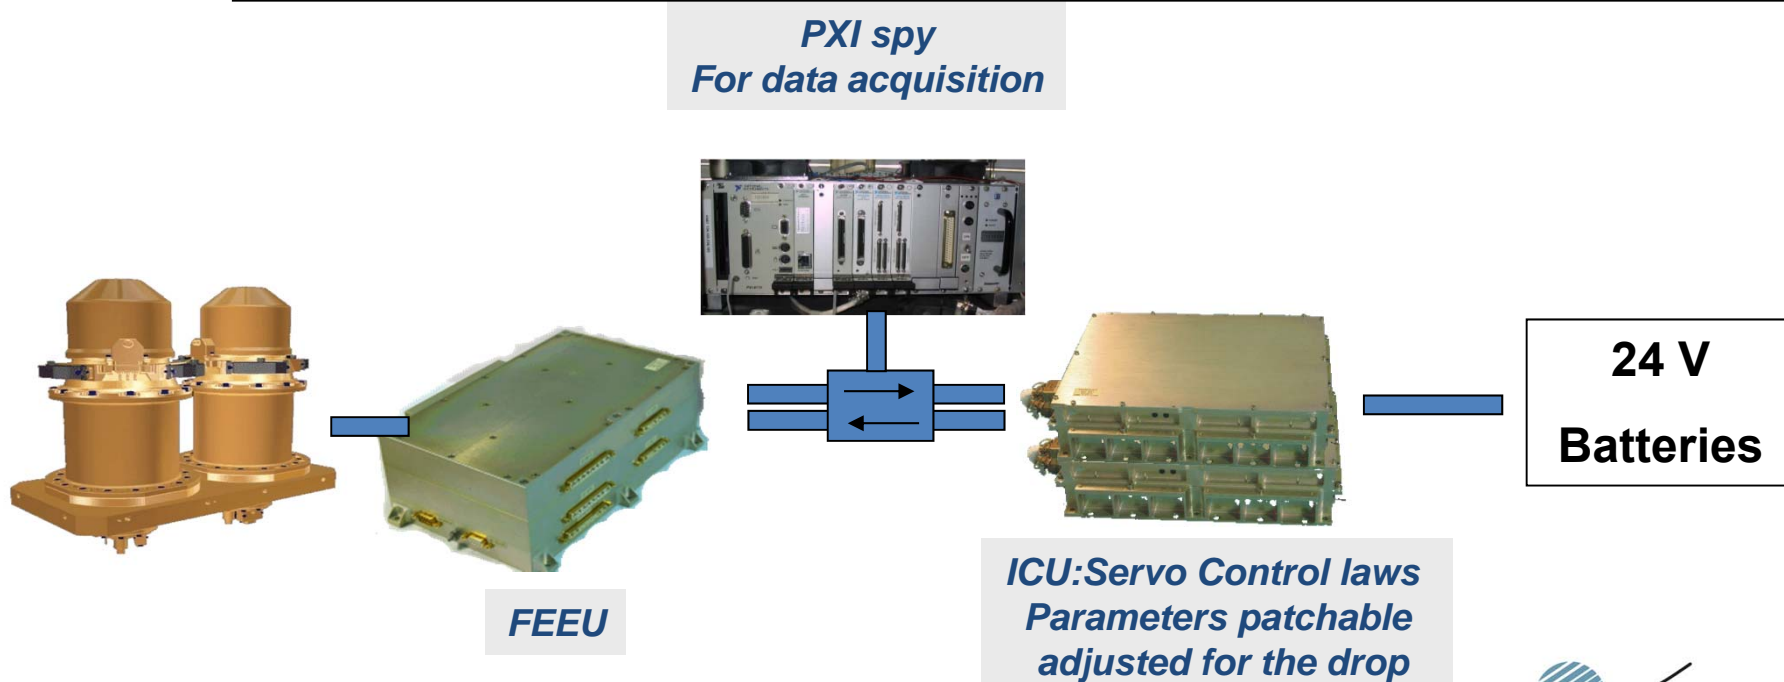 PXI spy
For data acquisition
24 V
Batteries
FEEU
ICU:Servo Control laws
Parameters patchable
adjusted for the drop